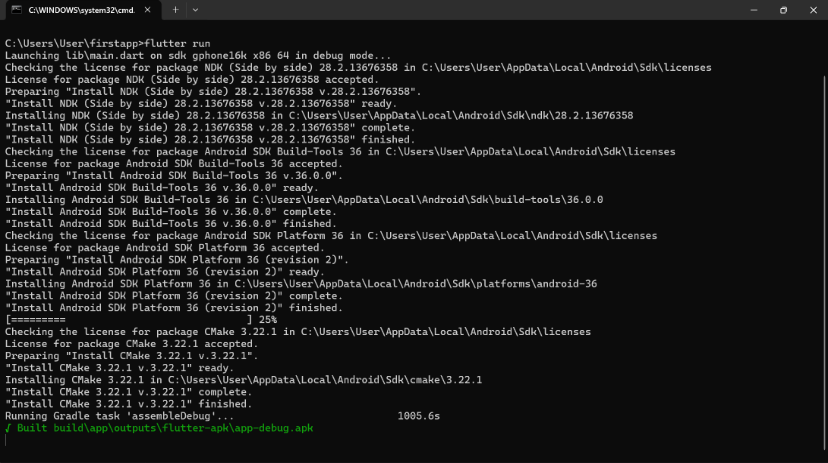 C:\WINDOWS\system32\cmd.
C:\Users\User\firstapp>flutter run
Launching lib\main.dart on sdk gphone16k x86 64 in debug mode...
Checking the license for package NDK (Side by side) 28.2.13676358 in C:\Users\User\AppData\Local\Android\Sdk\licenses
License for package NDK (Side by side) 28.2.13676358 accepted.
Preparing "Install NDK (Side by side) 28.2.13676358 v.28.2.13676358".
"Install NDK (Side by side) 28.2.13676358 v.28.2.13676358" ready.
Installing NDK (Side by side) 28.2.13676358 in C:\Users\User\AppData\Local\Android\Sdk\ndk\28.2.13676358
"Install NDK (Side by side) 28.2.13676358 v.28.2.13676358" complete.
"Install NDK (Side by side) 28.2.13676358 v.28.2.13676358" finished.
Checking the license for package Android SDK Build-Tools 36 in C:\Users\User\AppData\Local\Android\Sdk\licenses
License for package Android SDK Build-Tools 36 accepted.
Preparing "Install Android SDK Build-Tools 36 v.36.0.0".
"Install Android SDK Build-Tools 36 v.36.0.0" ready.
Installing Android SDK Build-Tools 36 in C:\Users\User\AppData\Local\Android\Sdk\build-tools\36.0.0
"Install Android SDK Build-Tools 36 v.36.0.0" complete.
"Install Android SDK Build-Tools 36 v.36.0.0" finished.
Checking the license for package Android SDK Platform 36 in C:\Users\User\AppData\Local\Android\Sdk\licenses
License for package Android SDK Platform 36 accepted.
Preparing "Install Android SDK Platform 36 (revision 2)".
"Install Android SDK Platform 36 (revision 2)" ready.
Installing Android SDK Platform 36 in C:\Users\User\AppData\Local\Android\Sdk\platforms\android-36
"Install Android SDK Platform 36 (revision 2)" complete.
"Install Android SDK Platform 36 (revision 2)" finished.
[=========                              ] 25%
Checking the license for package CMake 3.22.1 in C:\Users\User\AppData\Local\Android\Sdk\licenses
License for package CMake 3.22.1 accepted.
Preparing "Install CMake 3.22.1 v.3.22.1".
"Install CMake 3.22.1 v.3.22.1" ready.
Installing CMake 3.22.1 in C:\Users\User\AppData\Local\Android\Sdk\cmake\3.22.1
"Install CMake 3.22.1 v.3.22.1" complete.
"Install CMake 3.22.1 v.3.22.1" finished.
Running Gradle task 'assembleDebug'...                           1005.6s
√ Built build\app\outputs\flutter-apk\app-debug.apk